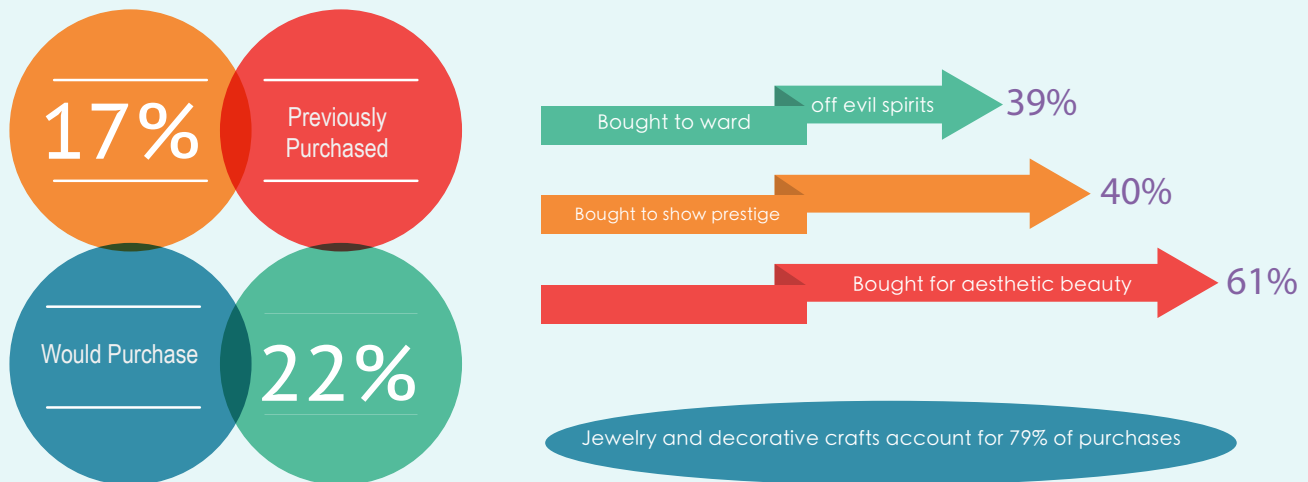 17%
Previously
Purchased
Would Purchase
22%
Bought to ward off evil spirits
39%
Bought to show prestige
40%
Bought for aesthetic beauty
61%
Jewelry and decorative crafts account for 79% of purchases